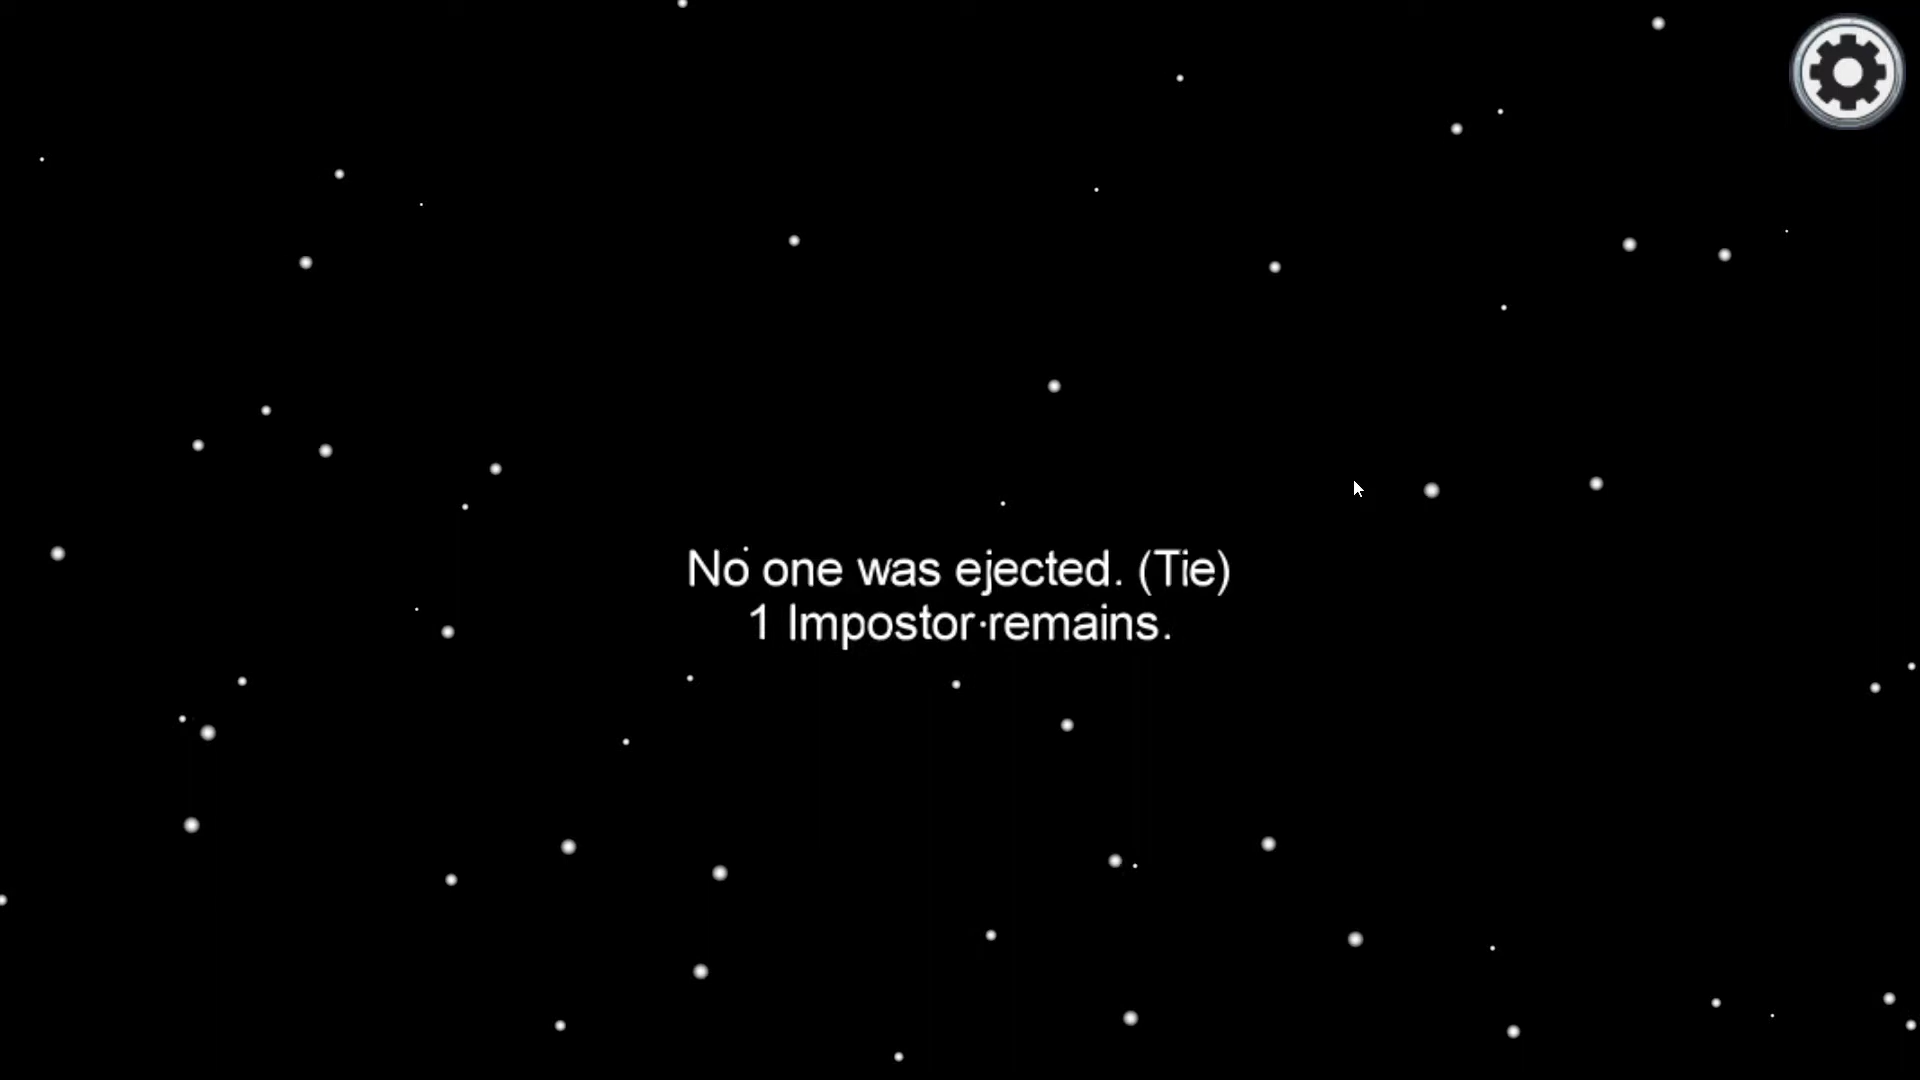 No one was ejected. (Tie)
1 Impostor remains.